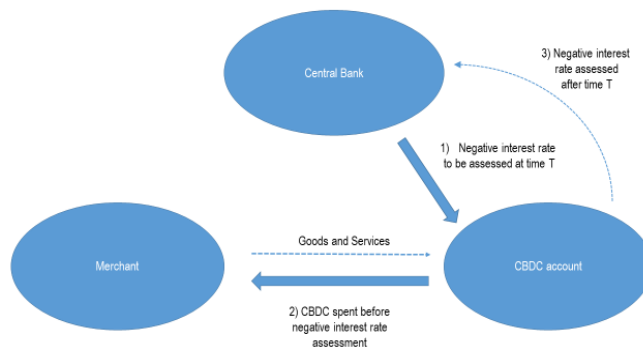 Central Bank
3) Negative interest
rate assessed
after time T
1) Negative interest rate
to be assessed at time T
Goods and Services
Merchant
CBDC account
2) CBDC spent before
negative interest rate
assessment